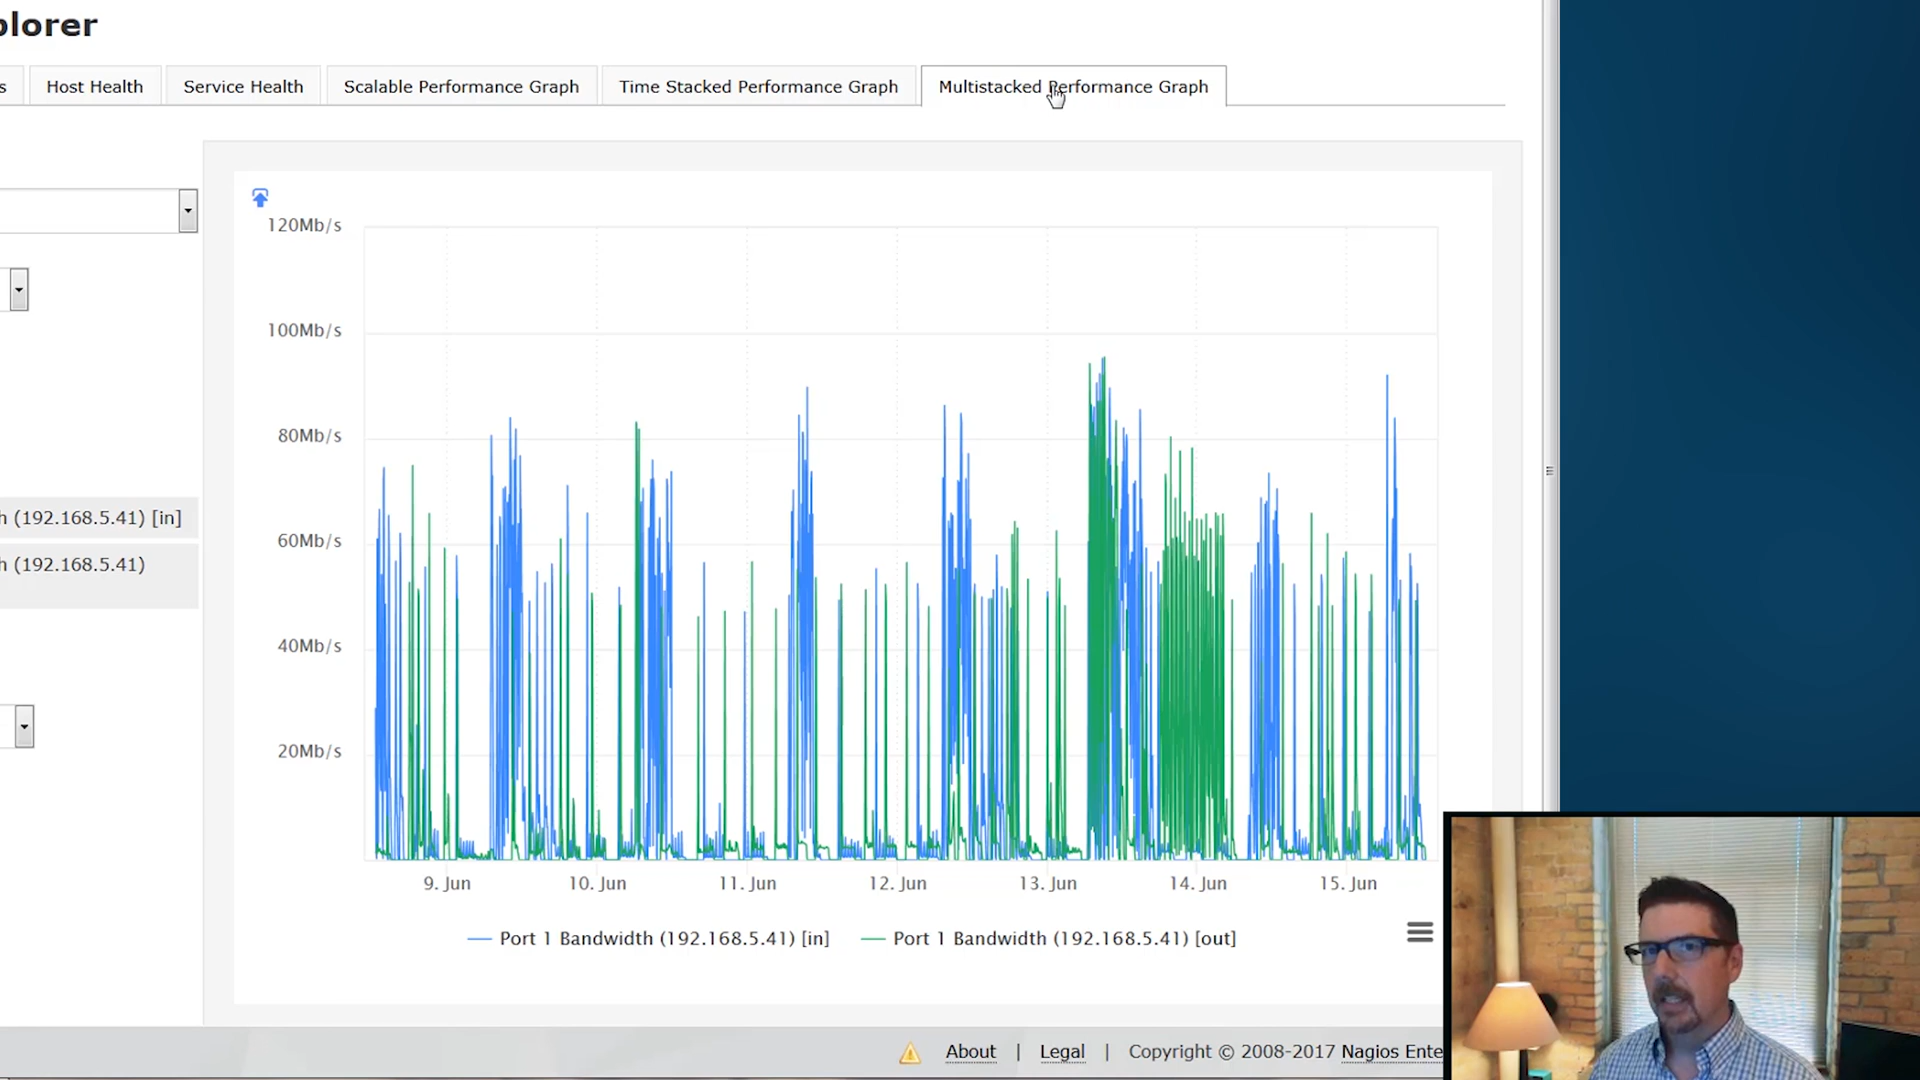 plorer
s
Host Health
Service Health
Scalable Performance Graph
Time Stacked Performance Graph
Multistacked Performance Graph
120Mb/s
100Mb/s
80Mb/s
60Mb/s
40Mb/s
20Mb/s
h (192.168.5.41) [in]
h (192.168.5.41)
9. Jun
10. Jun
11. Jun
12. Jun
13. Jun
14. Jun
15. Jun
Port 1 Bandwidth (192.168.5.41) [in]
Port 1 Bandwidth (192.168.5.41) [out]
About | Legal | Copyright © 2008-2017 Nagios Ente